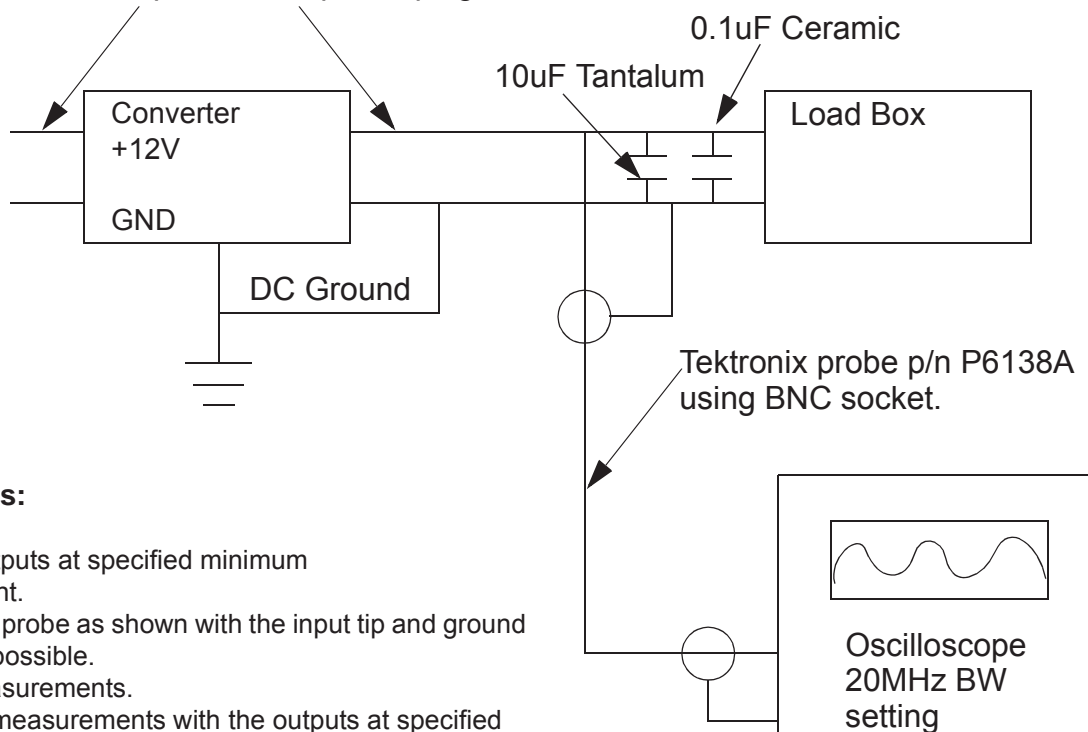 0.1uF Ceramic
10uF Tantalum
Converter
+12V
GND
Load Box
DC Ground
Tektronix probe p/n P6138A
using BNC socket.
s:
puts at specified minimum
nt.
probe as shown with the input tip and ground
possible.
asurements.
measurements with the outputs at specified
Oscilloscope
20MHz BW
setting